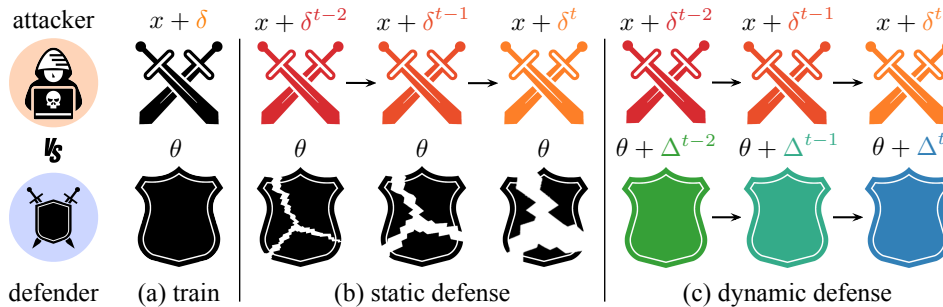 attacker
x + δ
x + δ^{t−2}
x + δ^{t−1}
x + δ^{t}
x + δ^{t−2}
x + δ^{t−1}
x + δ^{t}
VS
θ
θ
θ
θ
θ + Δ^{t−2}
θ + Δ^{t−1}
θ + Δ^{t}
defender
(a) train
(b) static defense
(c) dynamic defense